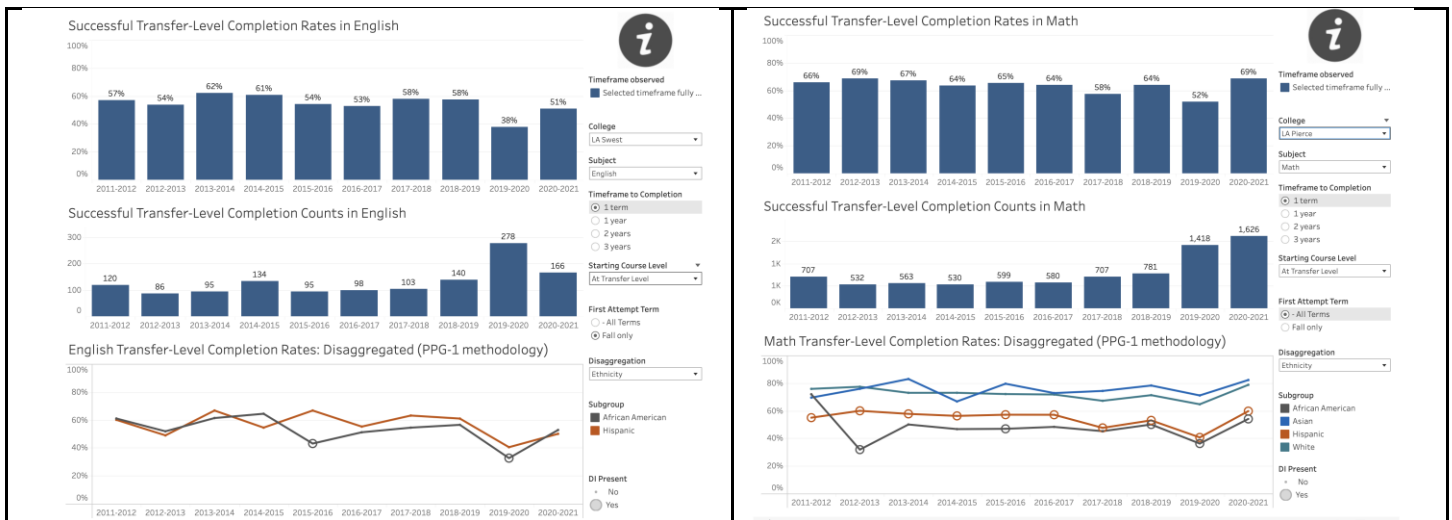 Successful Transfer-Level Completion Rates in English
100%
80%
60%
40%
20%
0%
57%
54%
62%
61%
54%
53%
58%
58%
38%
51%
2011-2012 2012-2013 2013-2014 2014-2015 2015-2016 2016-2017 2017-2018 2018-2019 2019-2020 2020-2021
Successful Transfer-Level Completion Counts in English
300
200
100
0
120
86
95
134
95
98
103
140
278
166
2011-2012 2012-2013 2013-2014 2014-2015 2015-2016 2016-2017 2017-2018 2018-2019 2019-2020 2020-2021
English Transfer-Level Completion Rates: Disaggregated (PPG-1 methodology)
100%
80%
60%
40%
20%
0%
2011-2012 2012-2013 2013-2014 2014-2015 2015-2016 2016-2017 2017-2018 2018-2019 2019-2020 2020-2021
i
Timeframe observed
Selected timeframe fully ...
College
LA Swest
Subject
English
Timeframe to Completion
1 term
1 year
2 years
3 years
Starting Course Level
At Transfer Level
First Attempt Term
- All Terms
Fall only
Disaggregation
Ethnicity
Subgroup
African American
Hispanic
DI Present
No
Yes
Successful Transfer-Level Completion Rates in Math
100%
80%
60%
40%
20%
0%
66%
69%
67%
64%
65%
64%
58%
64%
52%
69%
2011-2012 2012-2013 2013-2014 2014-2015 2015-2016 2016-2017 2017-2018 2018-2019 2019-2020 2020-2021
Successful Transfer-Level Completion Counts in Math
2K
1K
1K
0K
707
532
563
530
599
580
707
781
1,418
1,626
2011-2012 2012-2013 2013-2014 2014-2015 2015-2016 2016-2017 2017-2018 2018-2019 2019-2020 2020-2021
Math Transfer-Level Completion Rates: Disaggregated (PPG-1 methodology)
100%
80%
60%
40%
20%
0%
2011-2012 2012-2013 2013-2014 2014-2015 2015-2016 2016-2017 2017-2018 2018-2019 2019-2020 2020-2021
i
Timeframe observed
Selected timeframe fully ...
College
LA Pierce
Subject
Math
Timeframe to Completion
1 term
1 year
2 years
3 years
Starting Course Level
At Transfer Level
First Attempt Term
- All Terms
Fall only
Disaggregation
Ethnicity
Subgroup
African American
Asian
Hispanic
White
DI Present
No
Yes